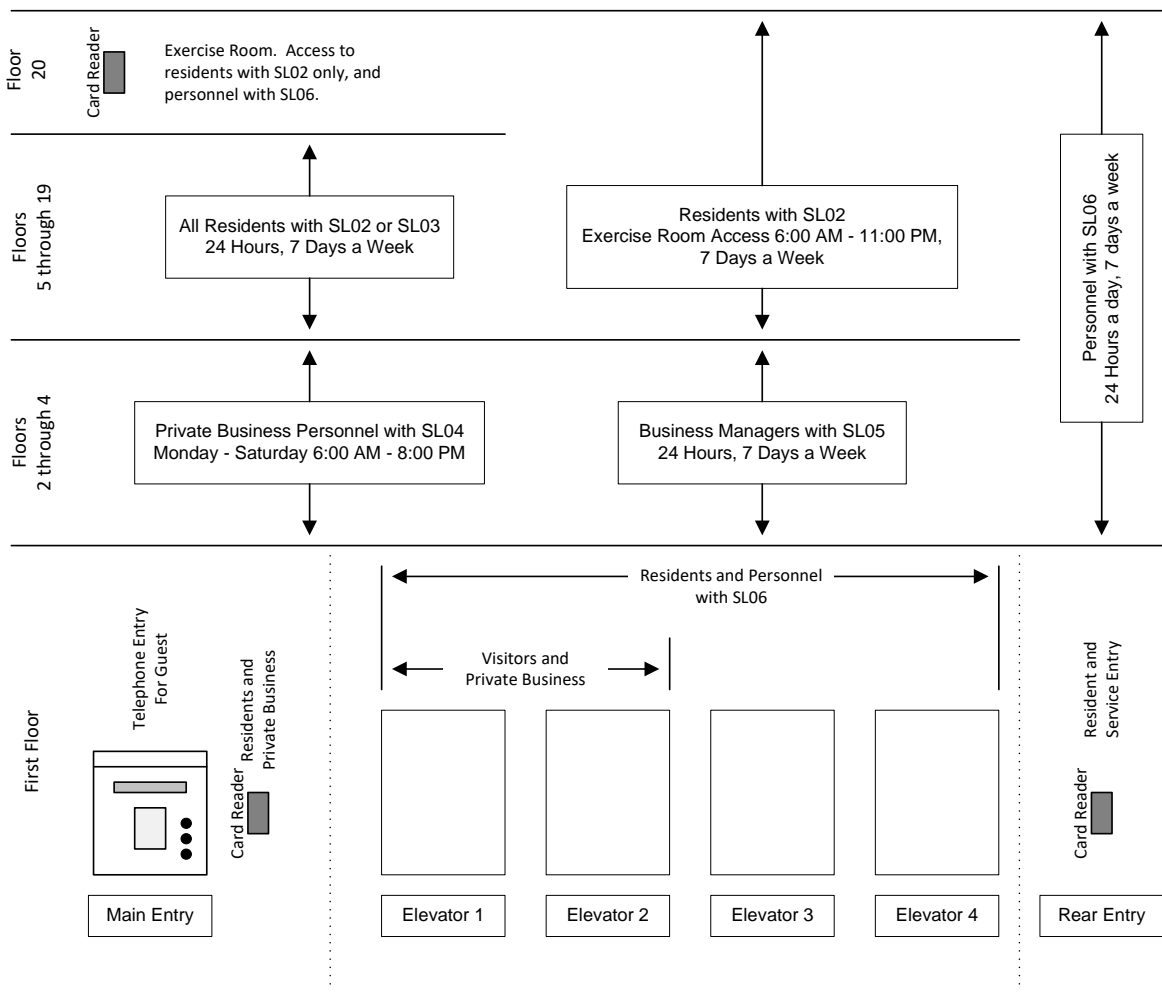 Floor
20
Card Reader
Exercise Room. Access to
residents with SL02 only, and
personnel with SL06.
Floors
5 through 19
All Residents with SL02 or SL03
24 Hours, 7 Days a Week
Residents with SL02
Exercise Room Access 6:00 AM - 11:00 PM,
7 Days a Week
Personnel with SL06
24 Hours a day, 7 days a week
Floors
2 through 4
Private Business Personnel with SL04
Monday - Saturday 6:00 AM - 8:00 PM
Business Managers with SL05
24 Hours, 7 Days a Week
First Floor
Telephone Entry
For Guest
Card Reader
Residents and
Private Business
Residents and Personnel
with SL06
Visitors and
Private Business
Card Reader
Resident and
Service Entry
Main Entry
Elevator 1
Elevator 2
Elevator 3
Elevator 4
Rear Entry